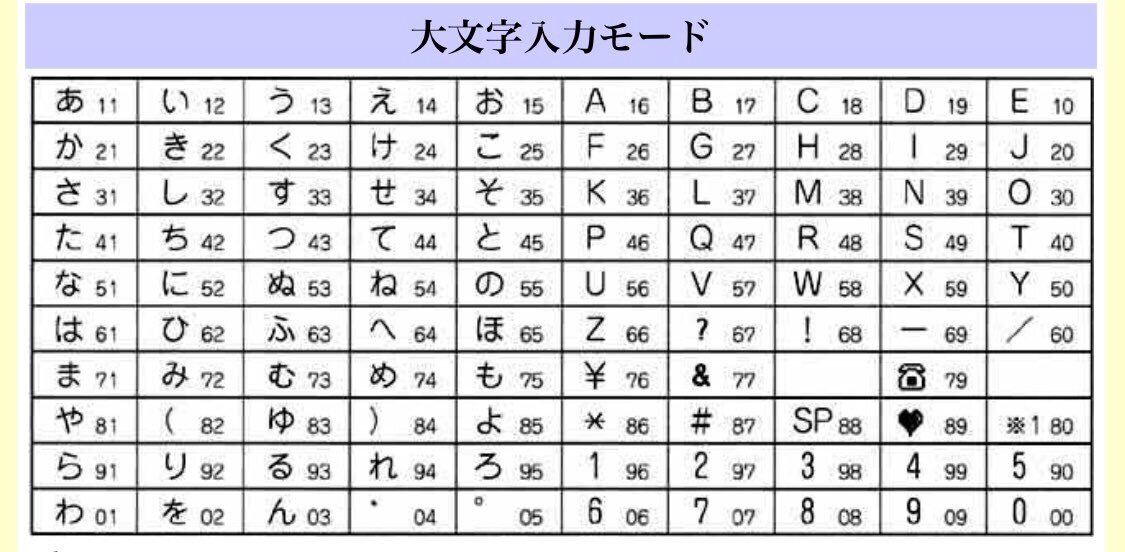 大文字入力モード
あ 11 い 12 う 13 え 14 お 15 A 16 B 17 C 18 D 19 E 10
か 21 き 22 く 23 け 24 こ 25 F 26 G 27 H 28 I 29 J 20
さ 31 し 32 す 33 せ 34 そ 35 K 36 L 37 M 38 N 39 O 30
た 41 ち 42 つ 43 て 44 と 45 P 46 Q 47 R 48 S 49 T 40
な 51 に 52 ぬ 53 ね 54 の 55 U 56 V 57 W 58 X 59 Y 50
は 61 ひ 62 ふ 63 へ 64 ほ 65 Z 66 ? 67 ! 68 ー 69 / 60
ま 71 み 72 む 73 め 74 も 75 ¥ 76 & 77 ☎ 79
や 81 ( 82 ゆ 83 ) 84 よ 85 * 86 # 87 SP 88 ♥ 89 ※1 80
ら 91 り 92 る 93 れ 94 ろ 95 1 96 2 97 3 98 4 99 5 90
わ 01 を 02 ん 03 ゛ 04 ゜ 05 6 06 7 07 8 08 9 09 0 00